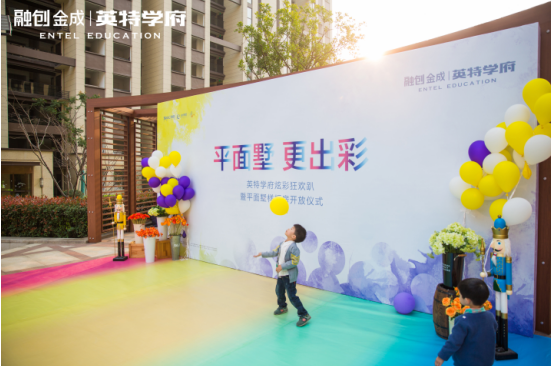 融创金成 | 英特学府
ENTEL EDUCATION
融创金成 | 英特学府
ENTEL EDUCATION
平面墅 更出彩
英特学府炫彩狂欢趴
暨平面墅样板房开放仪式